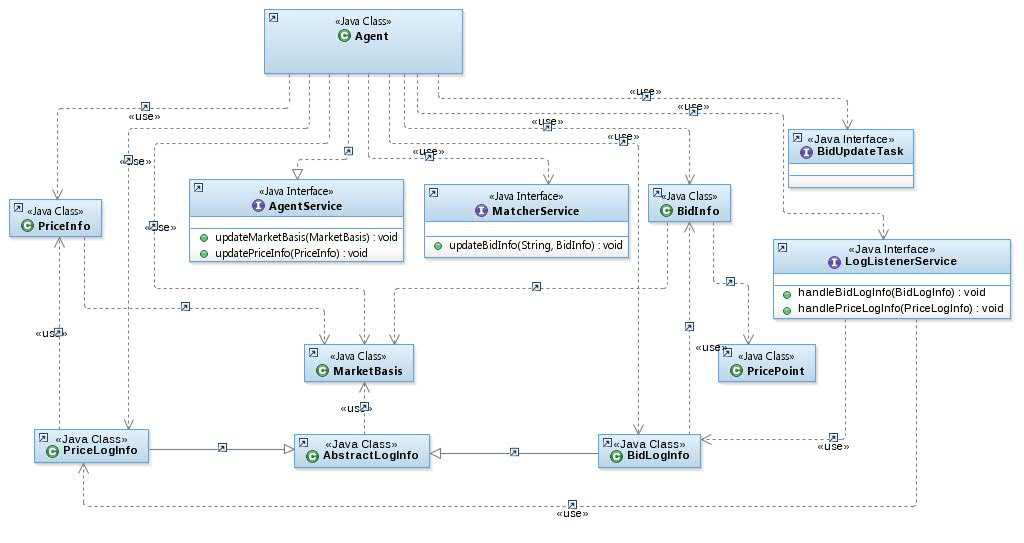 «Java Class»
Agent
«use»
«use»
«use»
«use»
«use»
«use»
«use»
«use»
«use»
«Java Interface»
BidUpdateTask
«Java Interface»
AgentService
updateMarketBasis(MarketBasis) : void
updatePriceInfo(PriceInfo) : void
«Java Interface»
MatcherService
updateBidInfo(String, BidInfo) : void
«Java Class»
BidInfo
«Java Class»
PriceInfo
«Java Interface»
LogListenerService
handleBidLogInfo(BidLogInfo) : void
handlePriceLogInfo(PriceLogInfo) : void
«use»
«use»
«Java Class»
MarketBasis
«Java Class»
PricePoint
«use»
«Java Class»
PriceLogInfo
«Java Class»
AbstractLogInfo
«Java Class»
BidLogInfo
«use»
«use»